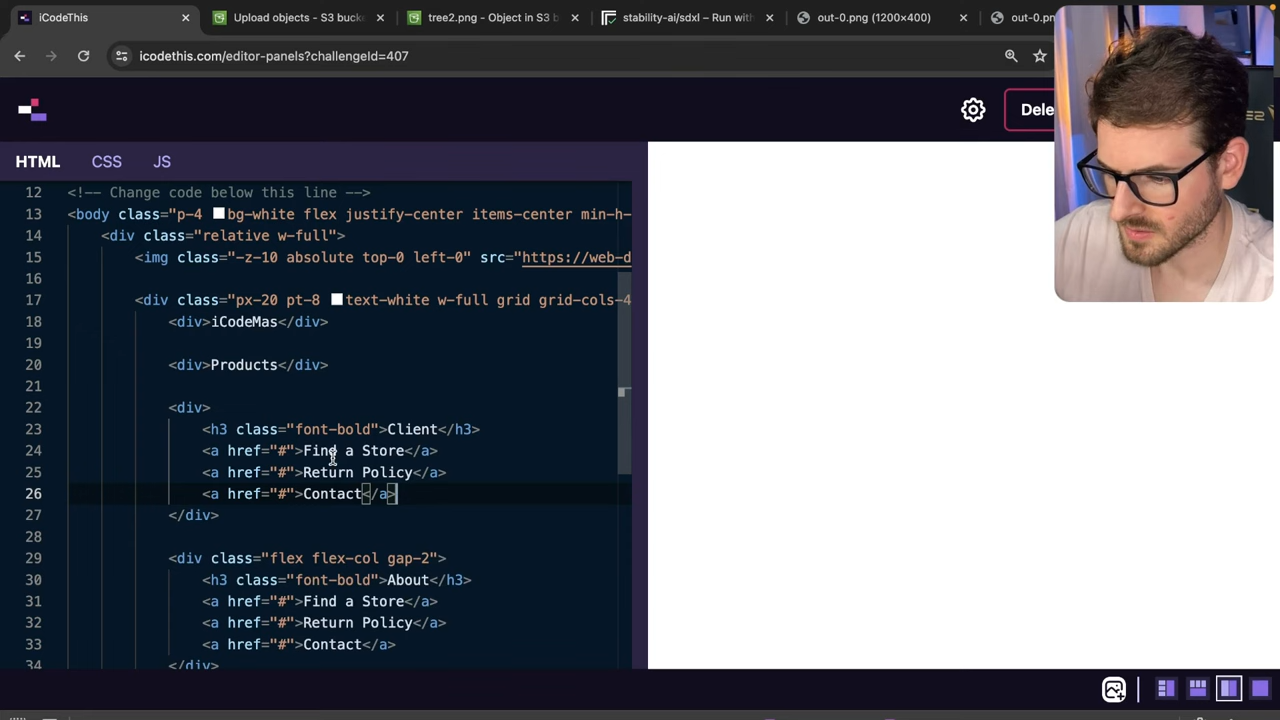 iCodeThis
Upload objects - S3 bucke
tree2.png - Object in S3 b
stability-ai/sdxl – Run with
out-0.png (1200×400)
out-0.pn
icodethis.com/editor-panels?challengeId=407
Dele
HTML CSS JS
12 <!-- Change code below this line -->
13 <body class="p-4 bg-white flex justify-center items-center min-h-
14 <div class="relative w-full">
15 <img class="-z-10 absolute top-0 left-0" src="https://web-d
16
17 <div class="px-20 pt-8 text-white w-full grid grid-cols-4
18 <div>iCodeMas</div>
19
20 <div>Products</div>
21
22 <div>
23 <h3 class="font-bold">Client</h3>
24 <a href="#">Find a Store</a>
25 <a href="#">Return Policy</a>
26 <a href="#">Contact</a>
27 </div>
28
29 <div class="flex flex-col gap-2">
30 <h3 class="font-bold">About</h3>
31 <a href="#">Find a Store</a>
32 <a href="#">Return Policy</a>
33 <a href="#">Contact</a>
34 </div>